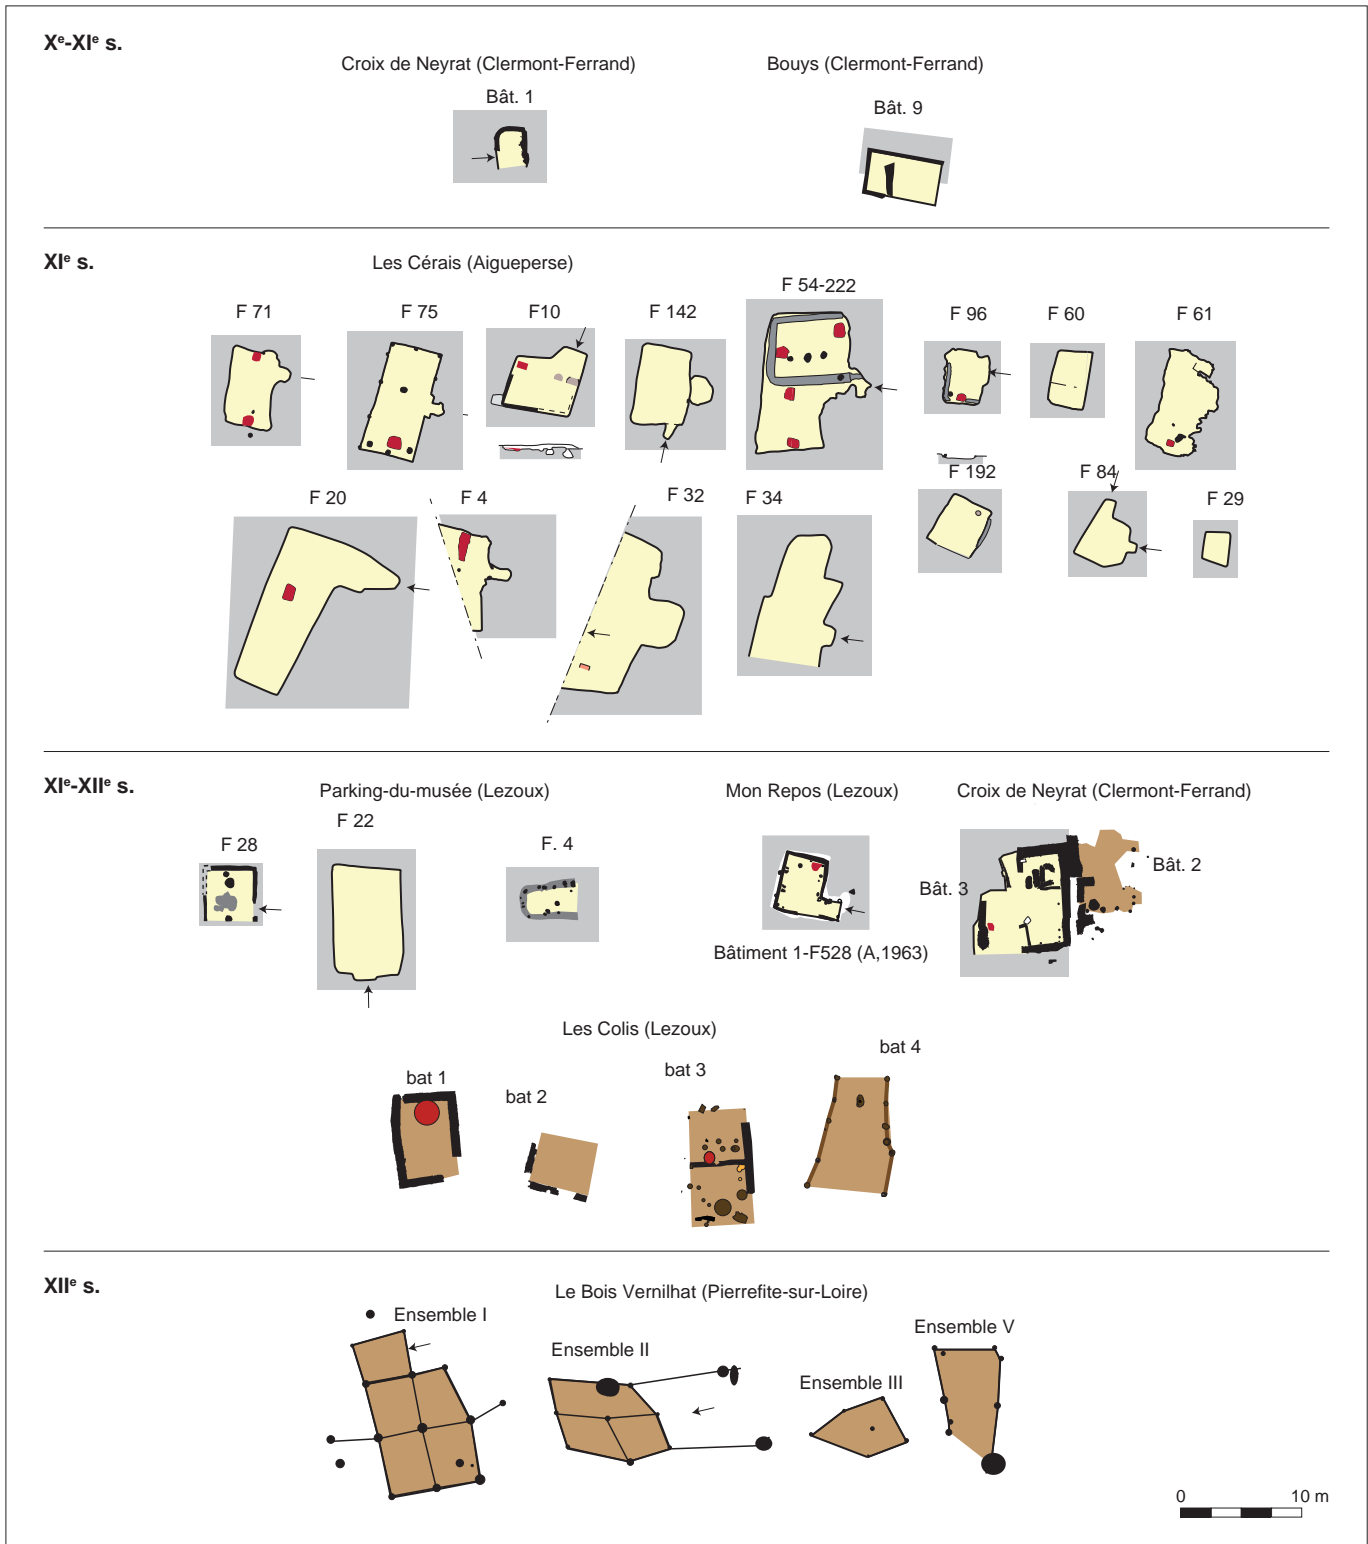 Xᵉ-XIᵉ s.
Croix de Neyrat (Clermont-Ferrand)
Bouys (Clermont-Ferrand)
Bât. 1
Bât. 9
XIᵉ s.
Les Cérais (Aigueperse)
F 71
F 75
F10
F 142
F 54-222
F 96
F 60
F 61
F 20
F 4
F 32
F 34
F 192
F 84
F 29
XIᵉ-XIIᵉ s.
Parking-du-musée (Lezoux)
Mon Repos (Lezoux)
Croix de Neyrat (Clermont-Ferrand)
F 28
F 22
F. 4
Bât. 3
Bât. 2
Bâtiment 1-F528 (A,1963)
Les Colis (Lezoux)
bat 1
bat 2
bat 3
bat 4
XIIᵉ s.
Le Bois Vernilhat (Pierrefite-sur-Loire)
Ensemble I
Ensemble II
Ensemble III
Ensemble V
0 10 m